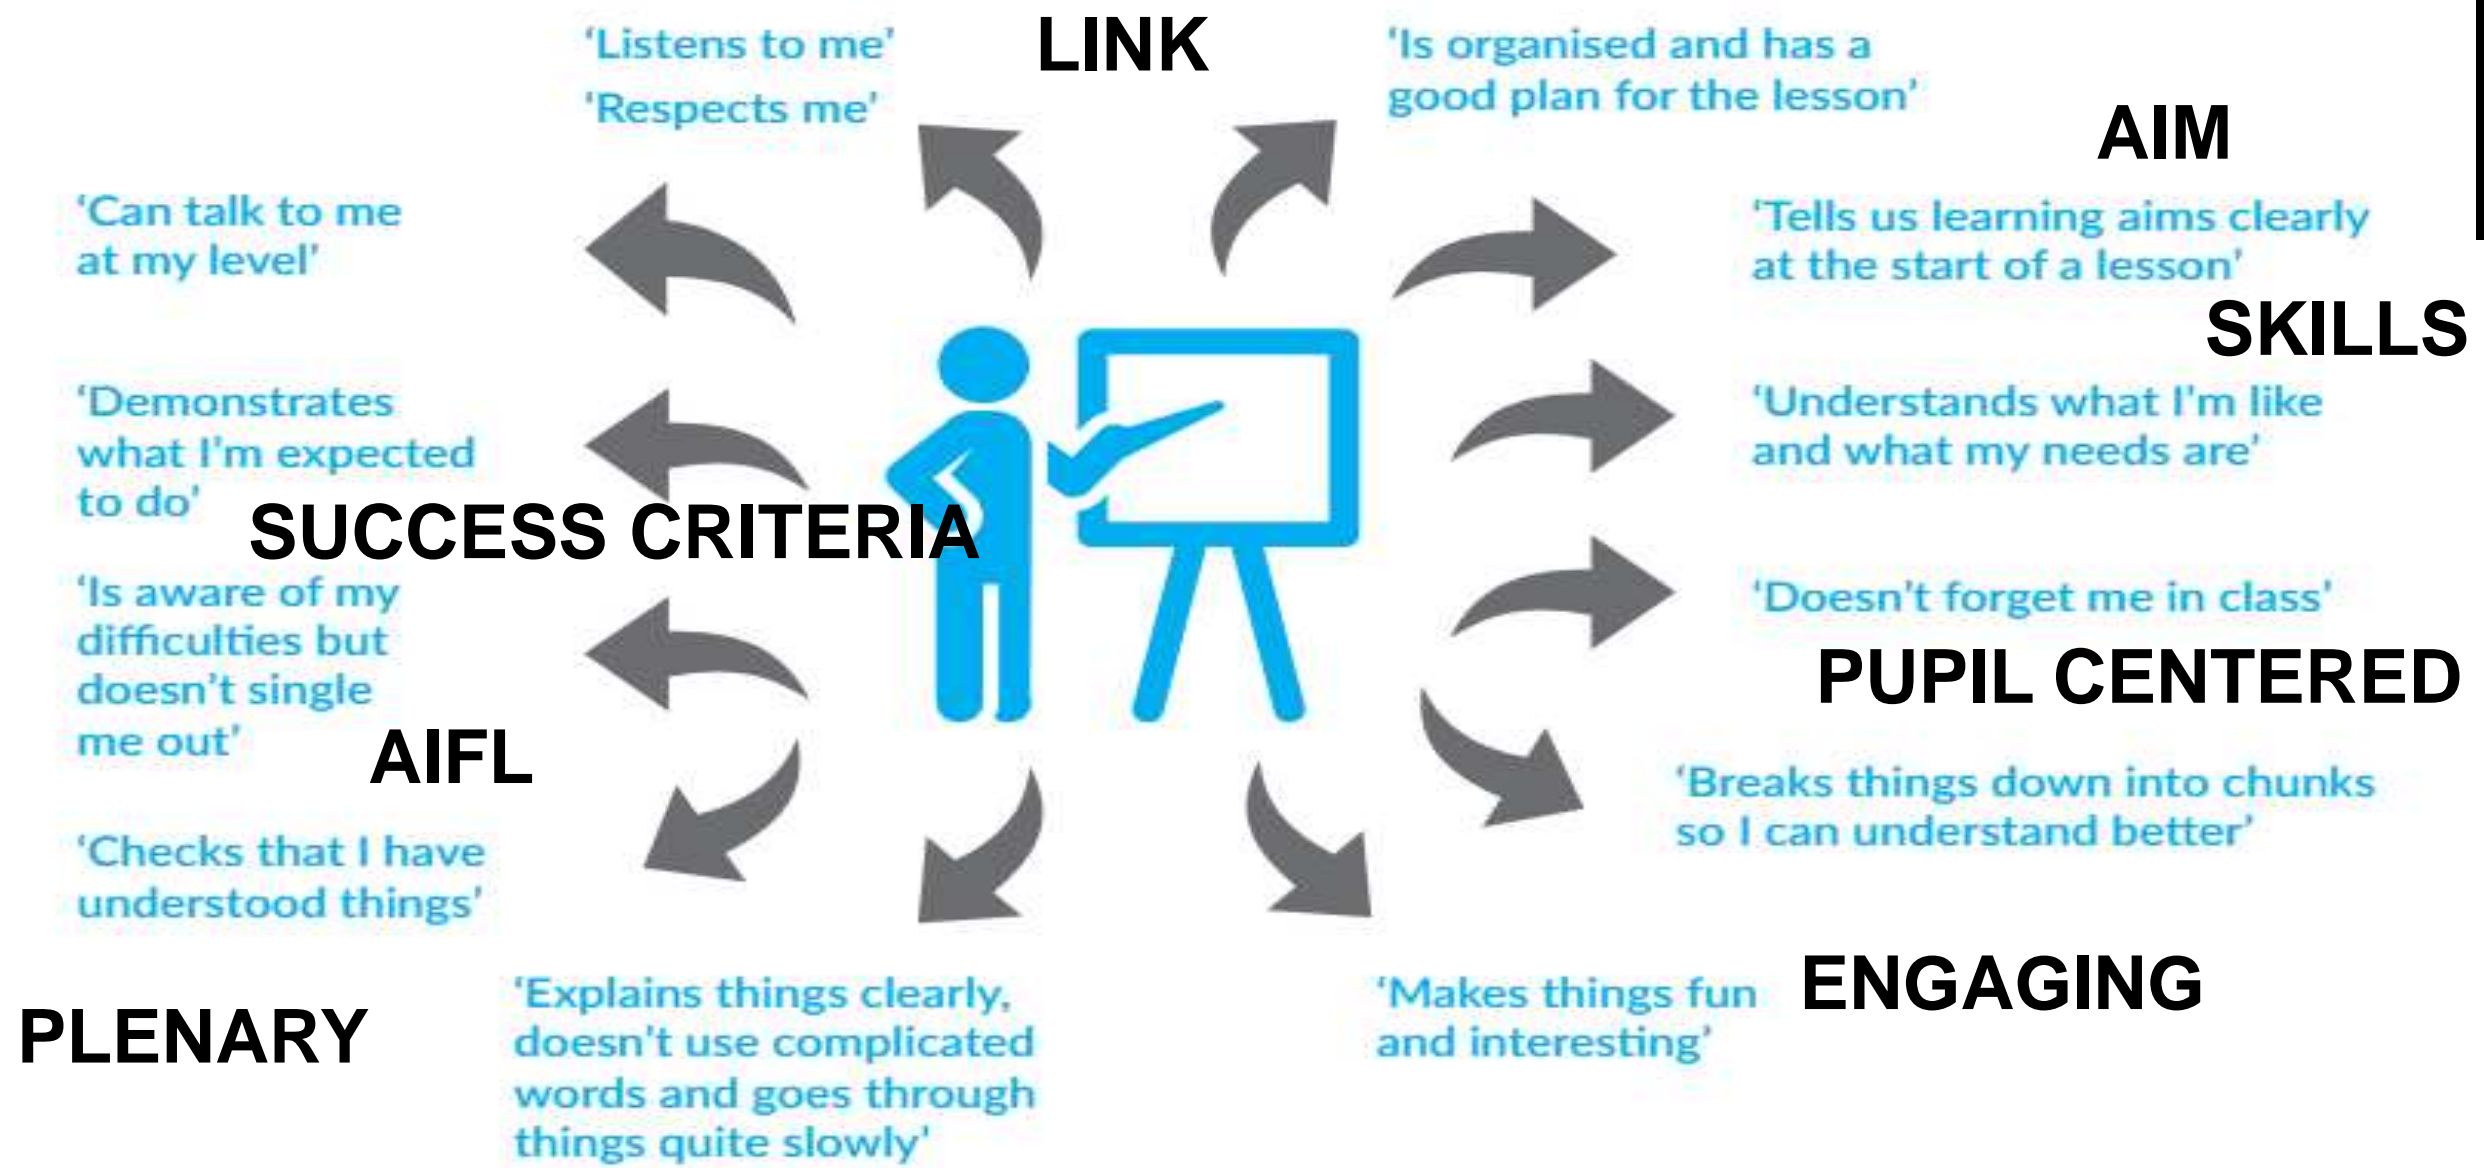 ‘Listens to me’
‘Respects me’
LINK
‘Is organised and has a
good plan for the lesson’
AIM
‘Can talk to me
at my level’
‘Tells us learning aims clearly
at the start of a lesson’
SKILLS
‘Demonstrates
what I'm expected
to do’
SUCCESS CRITERIA
‘Understands what I'm like
and what my needs are’
‘Is aware of my
difficulties but
doesn't single
me out’
AIFL
‘Doesn't forget me in class’
PUPIL CENTERED
‘Breaks things down into chunks
so I can understand better’
‘Checks that I have
understood things’
PLENARY
‘Explains things clearly,
doesn't use complicated
words and goes through
things quite slowly’
‘Makes things fun
and interesting’
ENGAGING